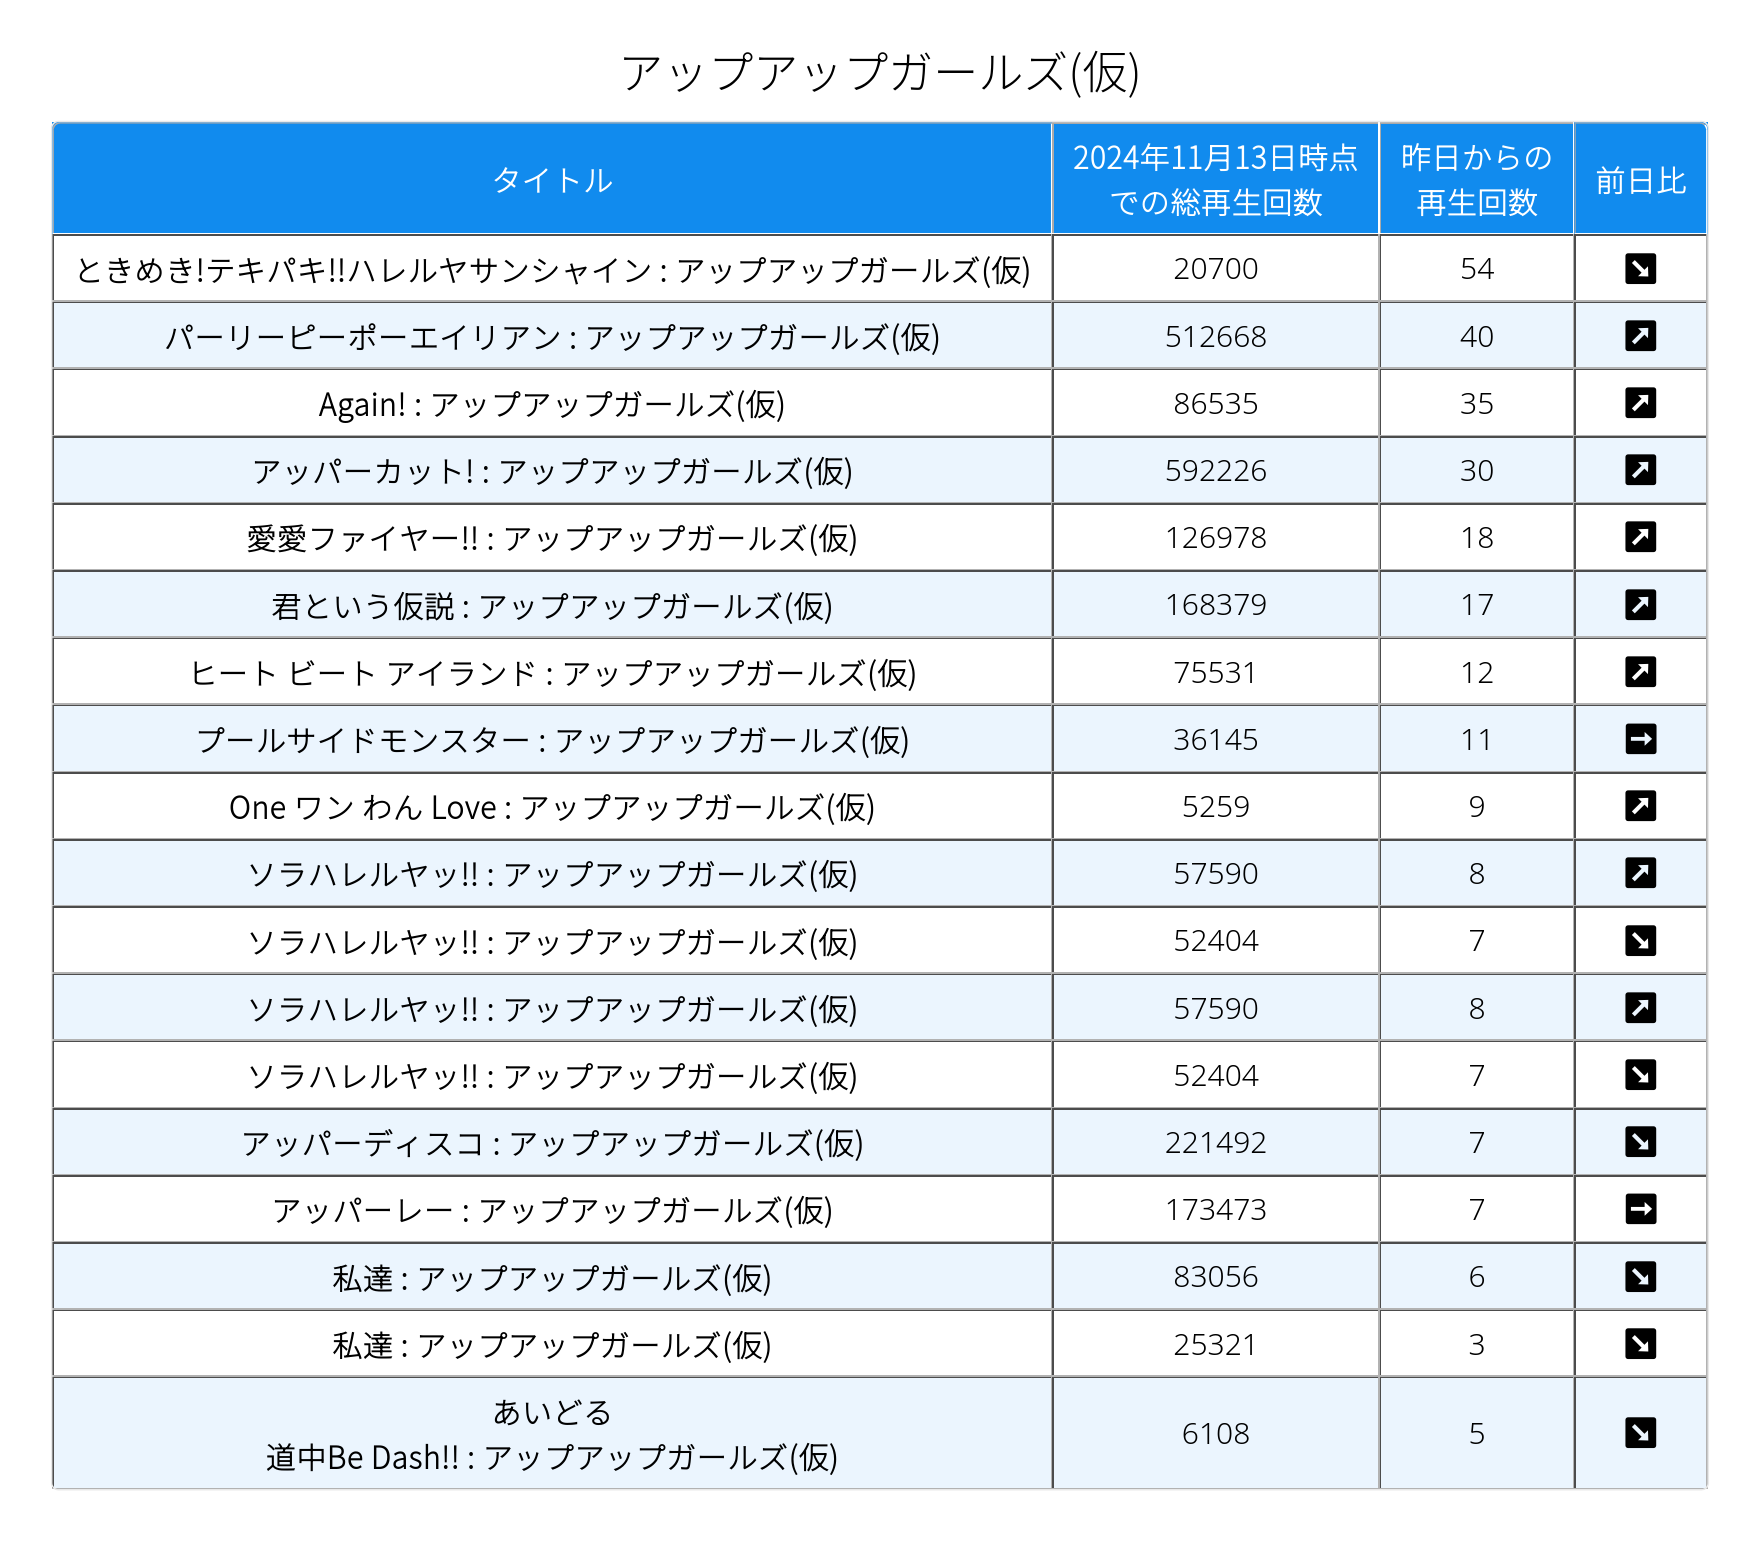 アップアップガールズ(仮)
タイトル
2024年11月13日時点
での総再生回数
昨日からの
再生回数
前日比
ときめき!テキパキ!!ハレルヤサンシャイン : アップアップガールズ(仮) 20700 54 ↘
パーリーピーポーエイリアン : アップアップガールズ(仮) 512668 40 ↗
Again! : アップアップガールズ(仮) 86535 35 ↗
アッパーカット! : アップアップガールズ(仮) 592226 30 ↗
愛愛ファイヤー!! : アップアップガールズ(仮) 126978 18 ↗
君という仮説 : アップアップガールズ(仮) 168379 17 ↗
ヒート ビート アイランド : アップアップガールズ(仮) 75531 12 ↗
プールサイドモンスター : アップアップガールズ(仮) 36145 11 →
One ワン わん Love : アップアップガールズ(仮) 5259 9 ↗
ソラハレルヤッ!! : アップアップガールズ(仮) 57590 8 ↗
ソラハレルヤッ!! : アップアップガールズ(仮) 52404 7 ↘
ソラハレルヤッ!! : アップアップガールズ(仮) 57590 8 ↗
ソラハレルヤッ!! : アップアップガールズ(仮) 52404 7 ↘
アッパーディスコ : アップアップガールズ(仮) 221492 7 ↘
アッパーレー : アップアップガールズ(仮) 173473 7 →
私達 : アップアップガールズ(仮) 83056 6 ↘
私達 : アップアップガールズ(仮) 25321 3 ↘
あいどる
道中Be Dash!! : アップアップガールズ(仮) 6108 5 ↘